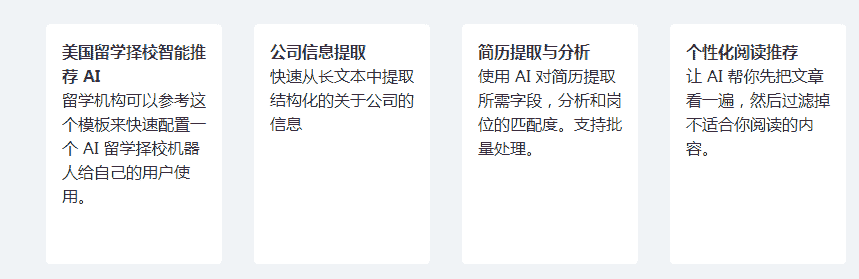 美国留学择校智能推
荐 AI
留学机构可以参考这
个模板来快速配置一
个 AI 留学择校机器
人给自己的用户使
用。
公司信息提取
快速从长文本中提取
结构化的关于公司的
信息
简历提取与分析
使用 AI 对简历提取
所需字段，分析和岗
位的匹配度。支持批
量处理。
个性化阅读推荐
让 AI 帮你先把文章
看一遍，然后过滤掉
不适合你阅读的内
容。